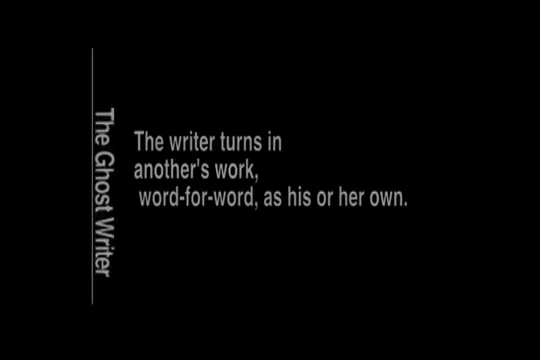 The Ghost Writer
The writer turns in
another's work,
word-for-word, as his or her own.